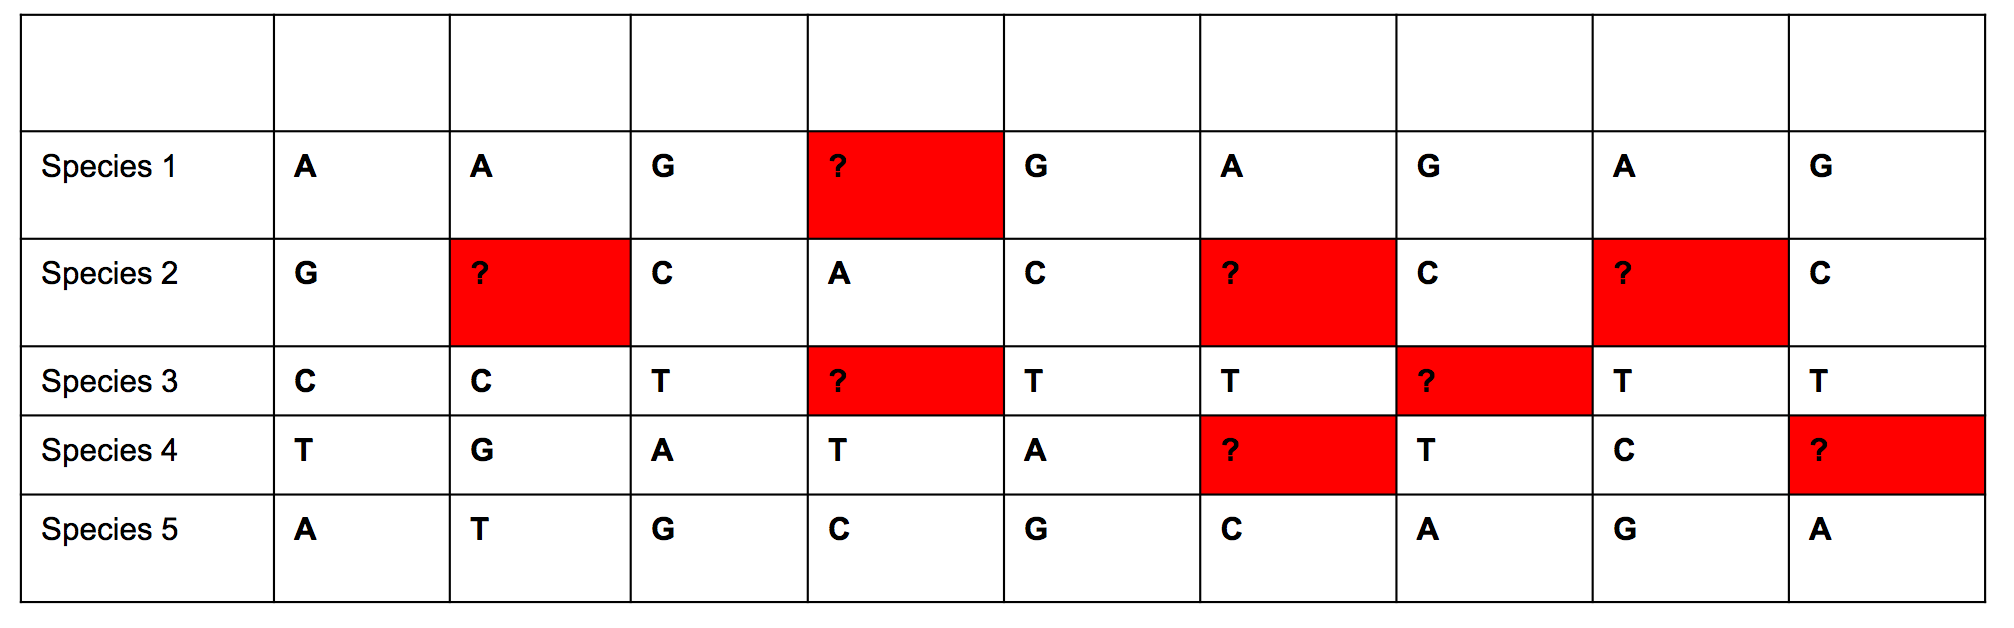 Species 1 A A G ? G A G A G
Species 2 G ? C A C ? C ? C
Species 3 C C T ? T T ? T T
Species 4 T G A T A ? T C ?
Species 5 A T G C G C A G A